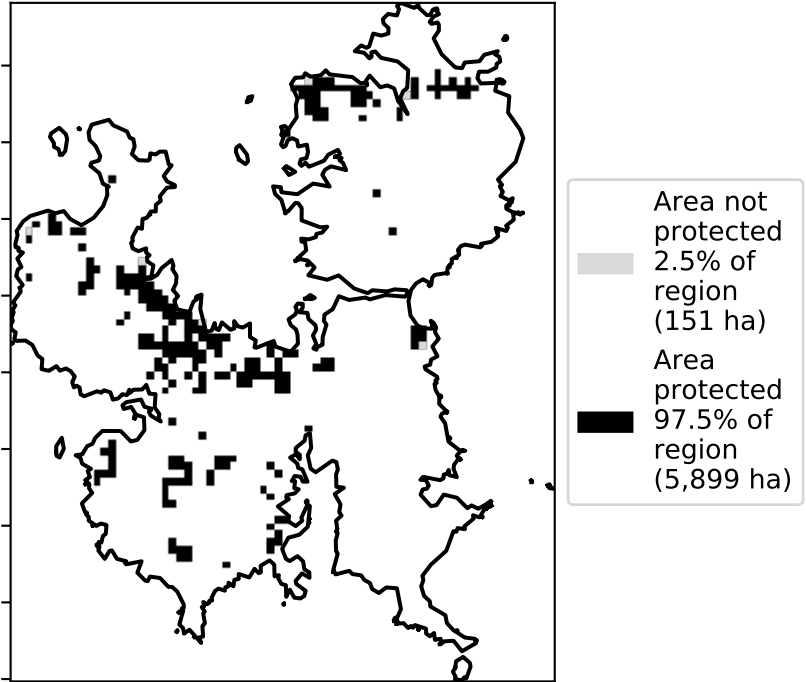 Area not
protected
2.5% of
region
(151 ha)
Area
protected
97.5% of
region
(5,899 ha)